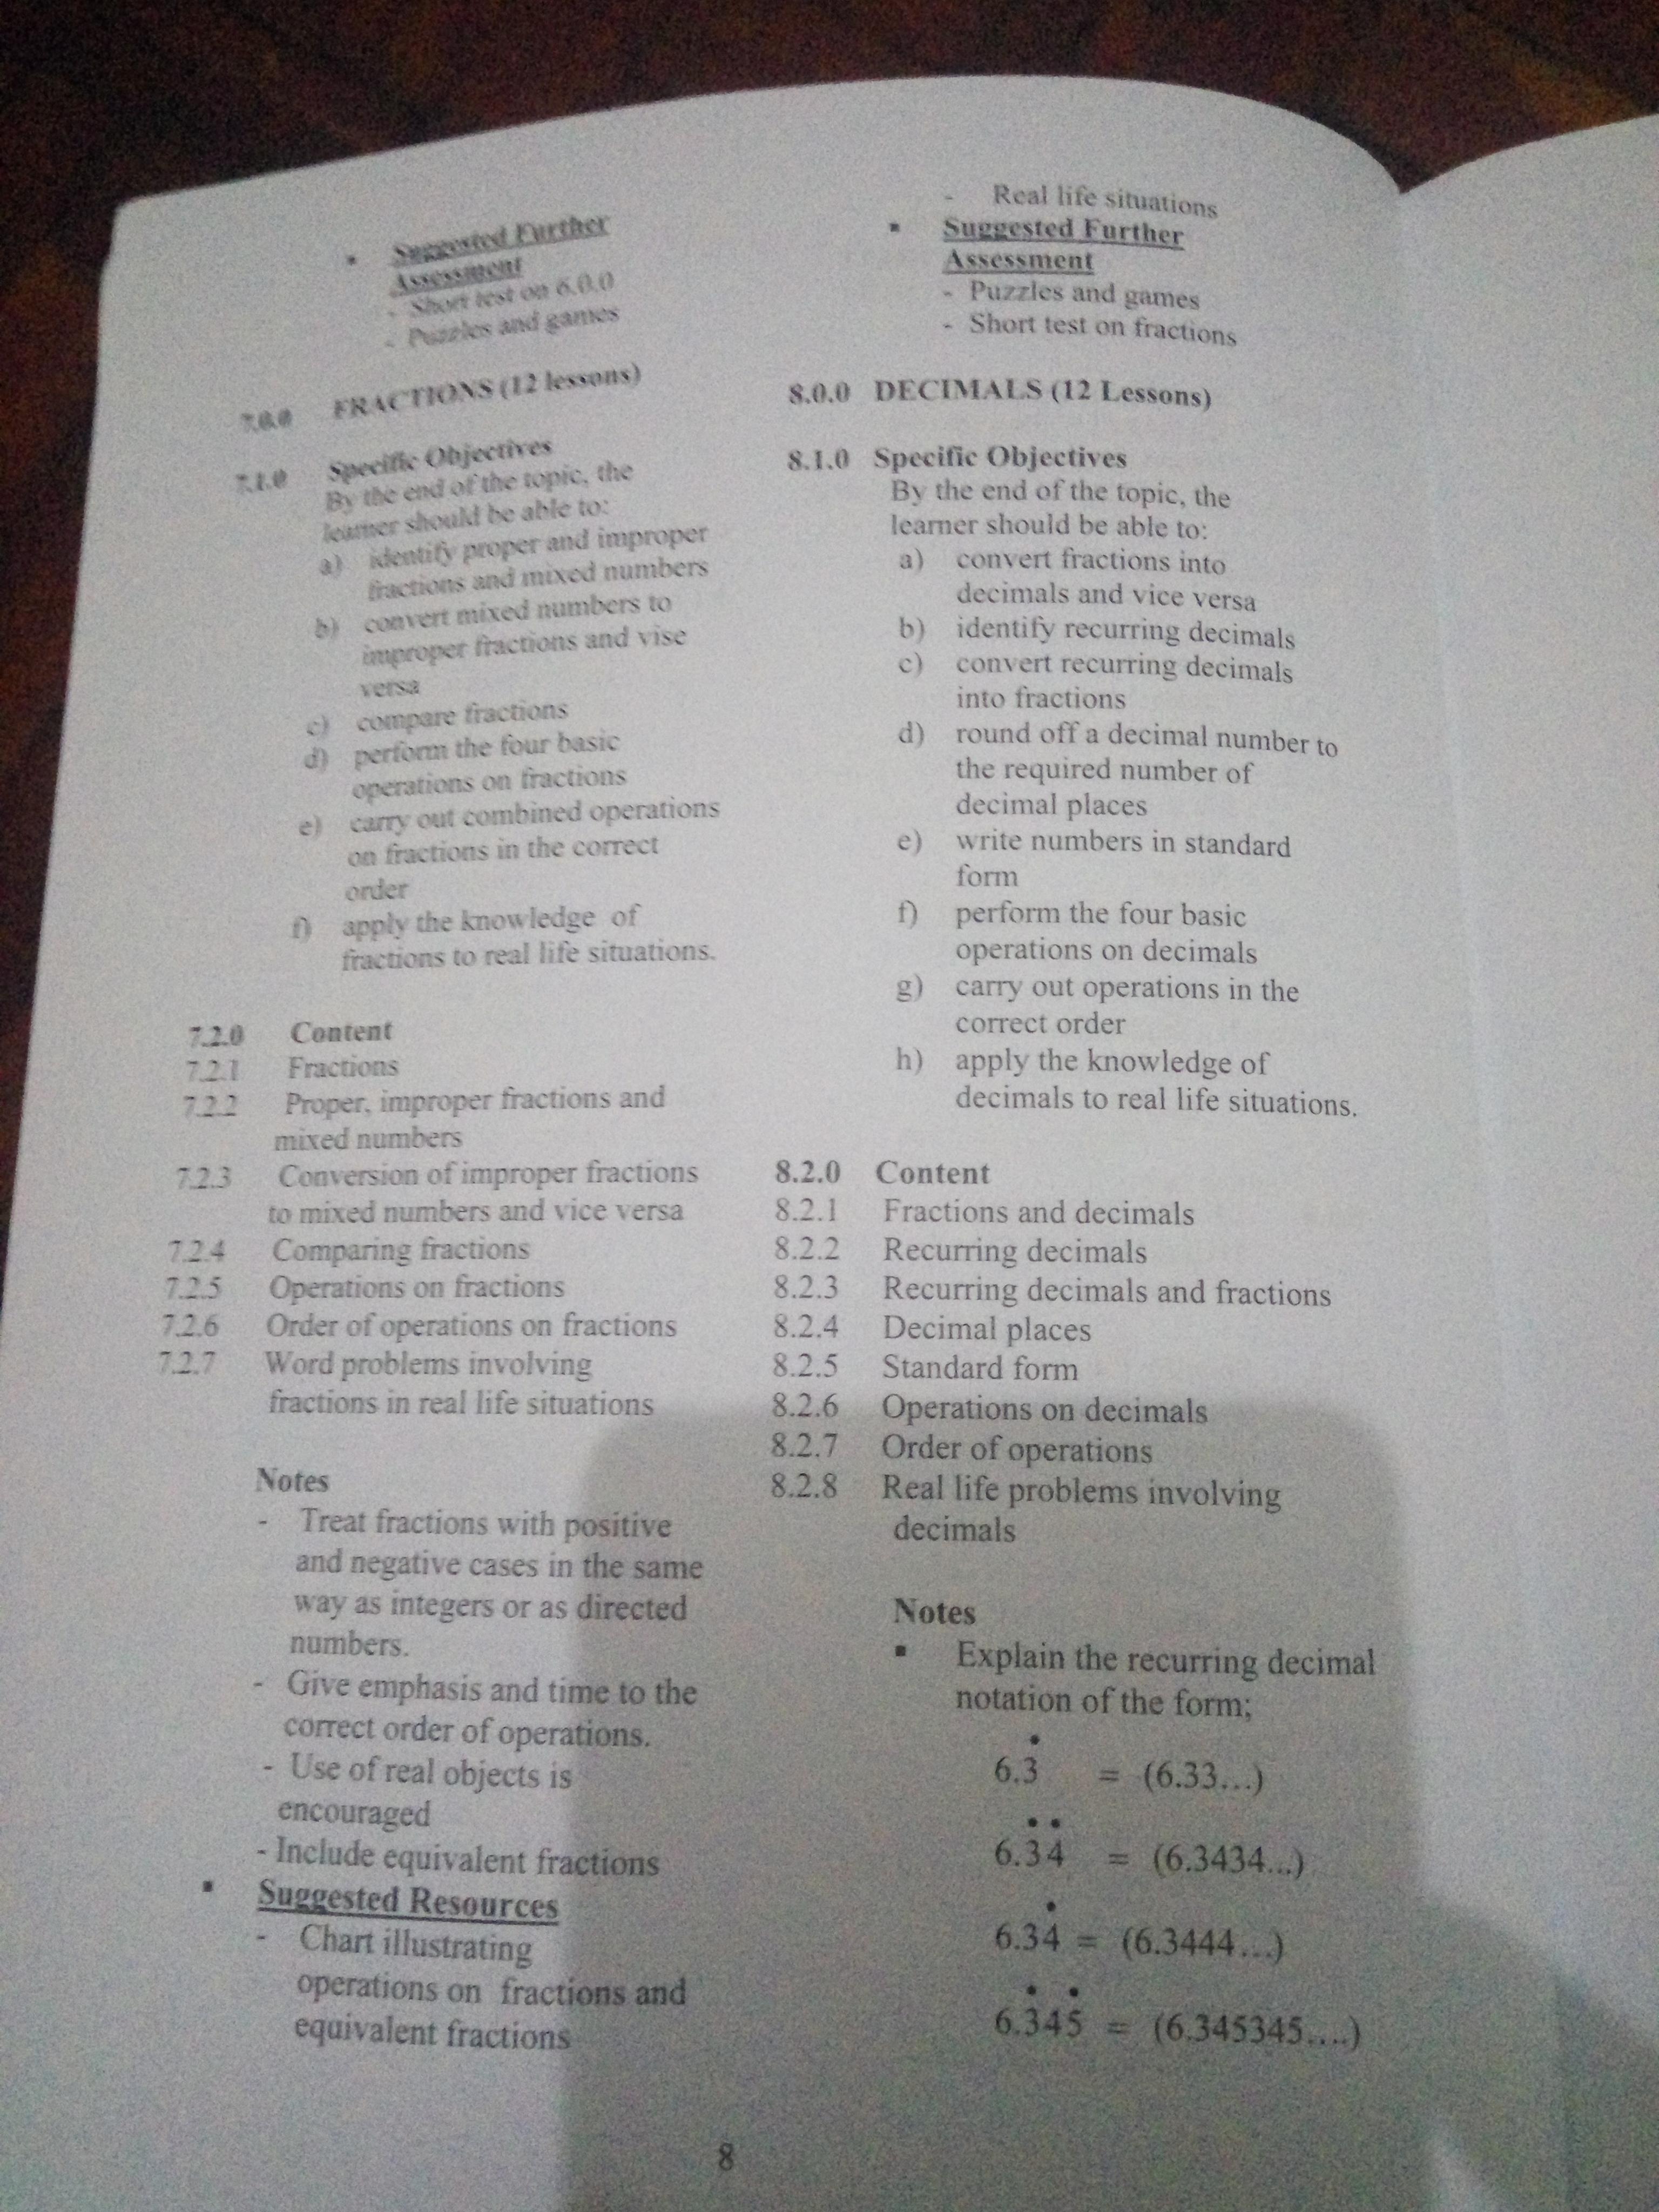 ▪ Suggested Further
Assessment
- Short test on 6.0.0
- Puzzles and games
7.0.0 FRACTIONS (12 lessons)
7.1.0 Specific Objectives
By the end of the topic, the
learner should be able to:
a) identify proper and improper
fractions and mixed numbers
b) convert mixed numbers to
improper fractions and vise
versa
c) compare fractions
d) perform the four basic
operations on fractions
e) carry out combined operations
on fractions in the correct
order
f) apply the knowledge of
fractions to real life situations.
7.2.0 Content
7.2.1 Fractions
7.2.2 Proper, improper fractions and
mixed numbers
7.2.3 Conversion of improper fractions
to mixed numbers and vice versa
7.2.4 Comparing fractions
7.2.5 Operations on fractions
7.2.6 Order of operations on fractions
7.2.7 Word problems involving
fractions in real life situations
Notes
- Treat fractions with positive
and negative cases in the same
way as integers or as directed
numbers.
- Give emphasis and time to the
correct order of operations.
- Use of real objects is
encouraged
- Include equivalent fractions
▪ Suggested Resources
- Chart illustrating
operations on fractions and
equivalent fractions
- Real life situations
▪ Suggested Further
Assessment
- Puzzles and games
- Short test on fractions
8.0.0 DECIMALS (12 Lessons)
8.1.0 Specific Objectives
By the end of the topic, the
learner should be able to:
a) convert fractions into
decimals and vice versa
b) identify recurring decimals
c) convert recurring decimals
into fractions
d) round off a decimal number to
the required number of
decimal places
e) write numbers in standard
form
f) perform the four basic
operations on decimals
g) carry out operations in the
correct order
h) apply the knowledge of
decimals to real life situations.
8.2.0 Content
8.2.1 Fractions and decimals
8.2.2 Recurring decimals
8.2.3 Recurring decimals and fractions
8.2.4 Decimal places
8.2.5 Standard form
8.2.6 Operations on decimals
8.2.7 Order of operations
8.2.8 Real life problems involving
decimals
Notes
▪ Explain the recurring decimal
notation of the form;
6.3̇ = (6.33...)
6.3̇4̇ = (6.3434...)
6.34̇ = (6.3444...)
6.3̇45̇ = (6.345345....)
8